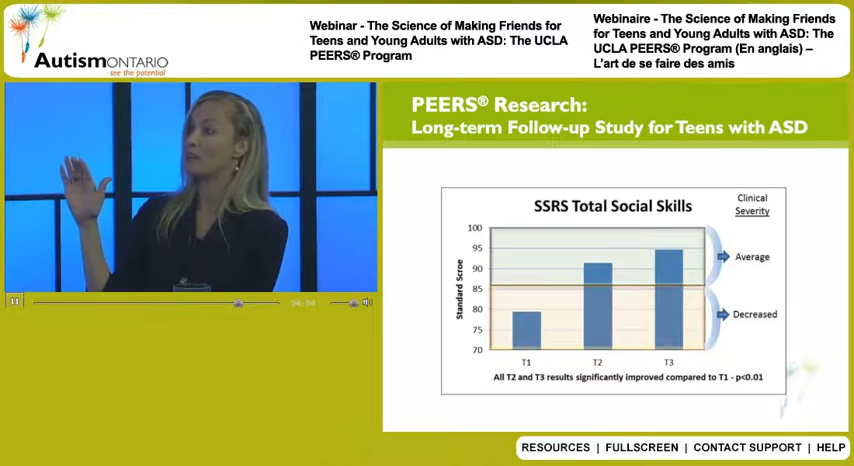 AutismONTARIO
see the potential
Webinar - The Science of Making Friends for
Teens and Young Adults with ASD: The UCLA
PEERS® Program
Webinaire - The Science of Making Friends
for Teens and Young Adults with ASD: The
UCLA PEERS® Program (En anglais) –
L'art de se faire des amis
PEERS® Research:
Long-term Follow-up Study for Teens with ASD
SSRS Total Social Skills
Clinical
Severity
Standard Scroe
100
95
90
85
80
75
70
Average
Decreased
T1 T2 T3
All T2 and T3 results significantly improved compared to T1 - p<0.01
RESOURCES | FULLSCREEN | CONTACT SUPPORT | HELP